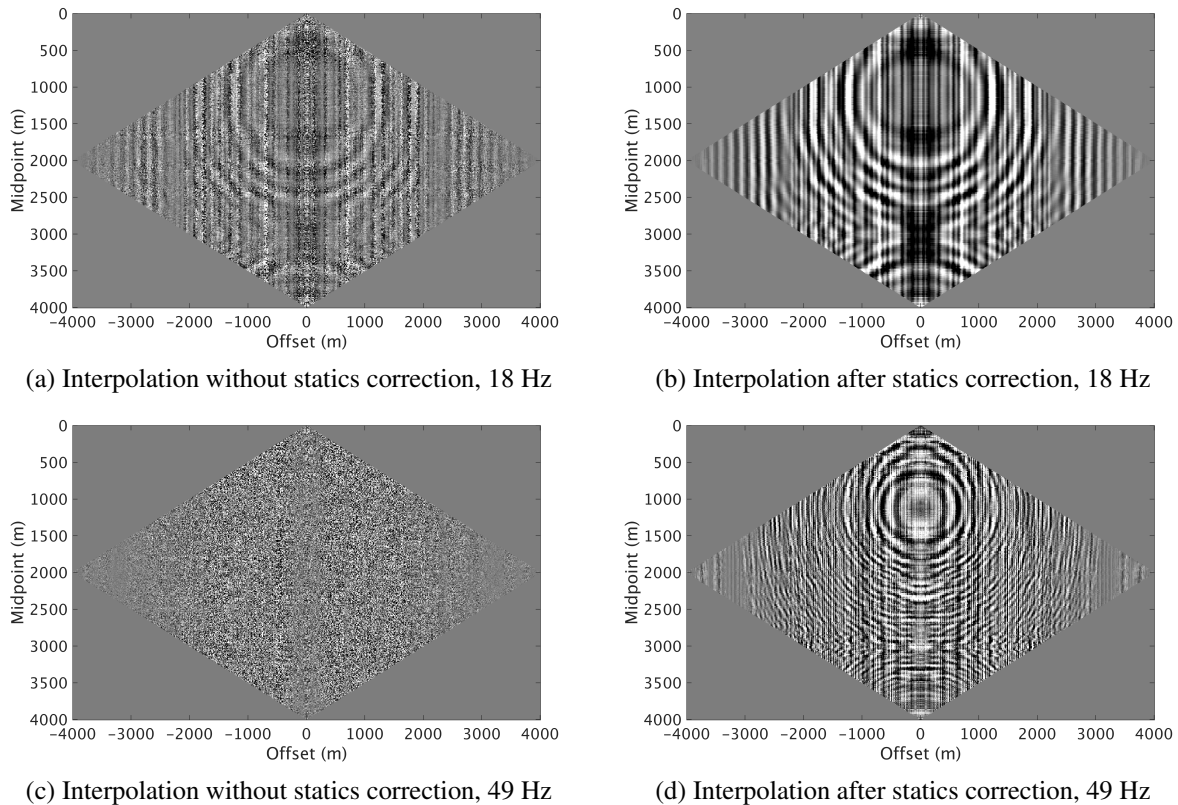 0
500
1000
1500
2000
2500
3000
3500
4000
Midpoint (m)
−4000 −3000 −2000 −1000 0 1000 2000 3000 4000
Offset (m)
(a) Interpolation without statics correction, 18 Hz
0
500
1000
1500
2000
2500
3000
3500
4000
Midpoint (m)
−4000 −3000 −2000 −1000 0 1000 2000 3000 4000
Offset (m)
(b) Interpolation after statics correction, 18 Hz
0
500
1000
1500
2000
2500
3000
3500
4000
Midpoint (m)
−4000 −3000 −2000 −1000 0 1000 2000 3000 4000
Offset (m)
(c) Interpolation without statics correction, 49 Hz
0
500
1000
1500
2000
2500
3000
3500
4000
Midpoint (m)
−4000 −3000 −2000 −1000 0 1000 2000 3000 4000
Offset (m)
(d) Interpolation after statics correction, 49 Hz